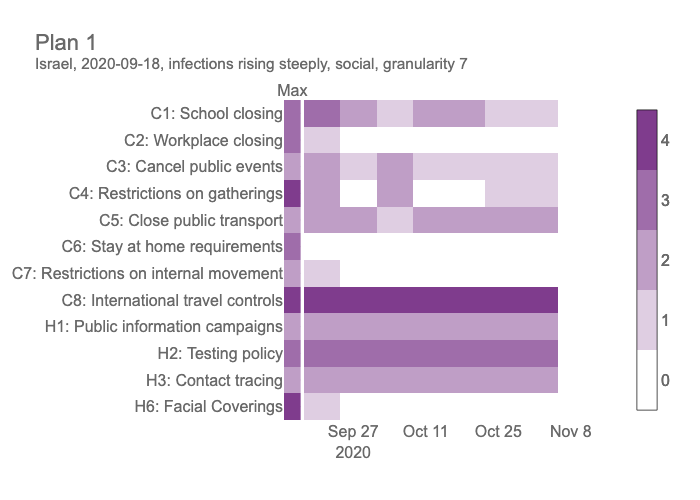 Plan 1
Israel, 2020-09-18, infections rising steeply, social, granularity 7
Max
C1: School closing
C2: Workplace closing
C3: Cancel public events
C4: Restrictions on gatherings
C5: Close public transport
C6: Stay at home requirements
C7: Restrictions on internal movement
C8: International travel controls
H1: Public information campaigns
H2: Testing policy
H3: Contact tracing
H6: Facial Coverings
Sep 27 Oct 11 Oct 25 Nov 8
2020
4
3
2
1
0